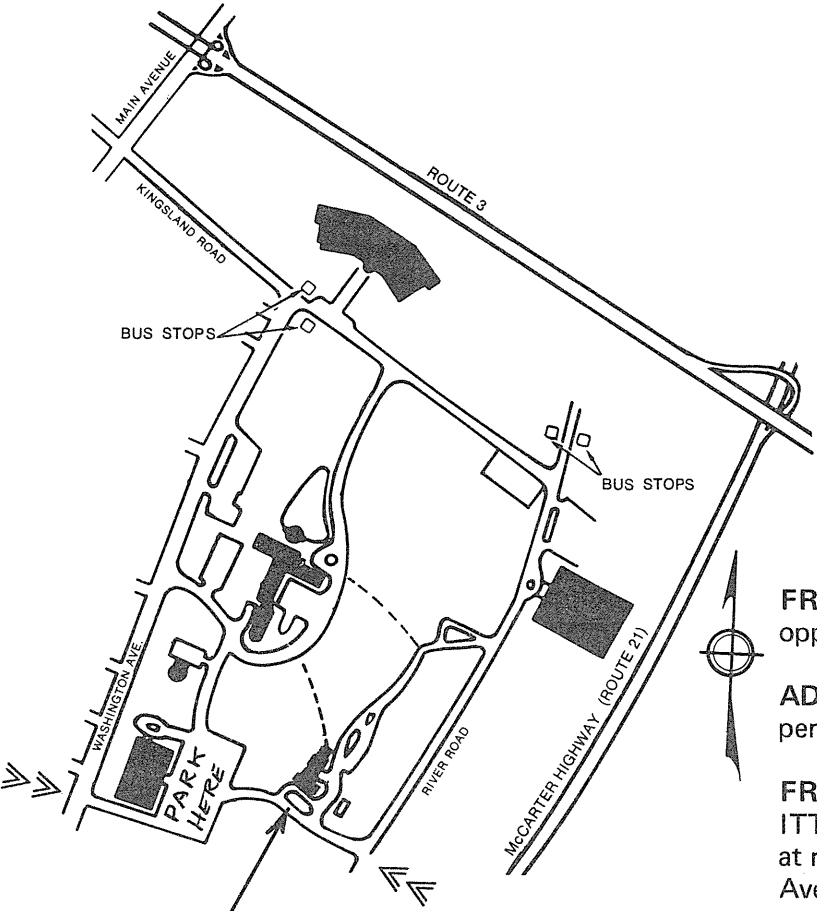 MAIN AVENUE
ROUTE 3
KINGSLAND ROAD
BUS STOPS
BUS STOPS
WASHINGTON AVE.
PARK
HERE
RIVER ROAD
McCARTER HIGHWAY (ROUTE 21)
FR
opp
AD
per
FR
ITT
at
Ave